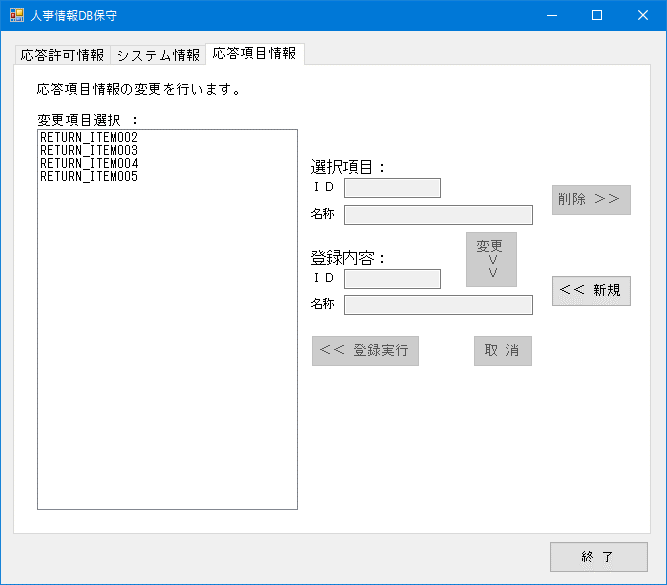 人事情報DB保守
応答許可情報 システム情報 応答項目情報
応答項目情報の変更を行います。
変更項目選択 :
RETURN_ITEM002
RETURN_ITEM003
RETURN_ITEM004
RETURN_ITEM005
選択項目:
ID
名称
削除 >>
変更
>
>
登録内容:
ID
名称
<< 新規
<< 登録実行
取 消
終 了